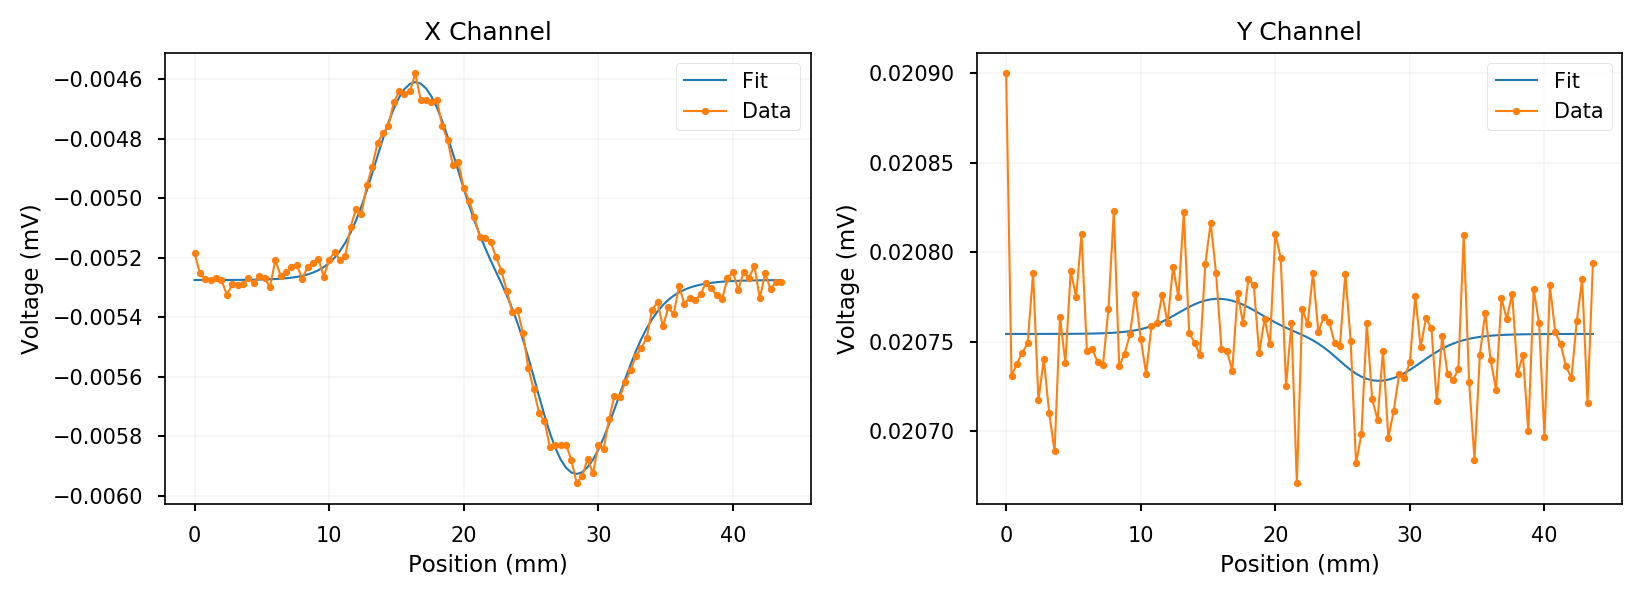 X Channel
Voltage (mV)
−0.0046
−0.0048
−0.0050
−0.0052
−0.0054
−0.0056
−0.0058
−0.0060
Fit
Data
0 10 20 30 40
Position (mm)
Y Channel
Voltage (mV)
0.02090
0.02085
0.02080
0.02075
0.02070
Fit
Data
0 10 20 30 40
Position (mm)